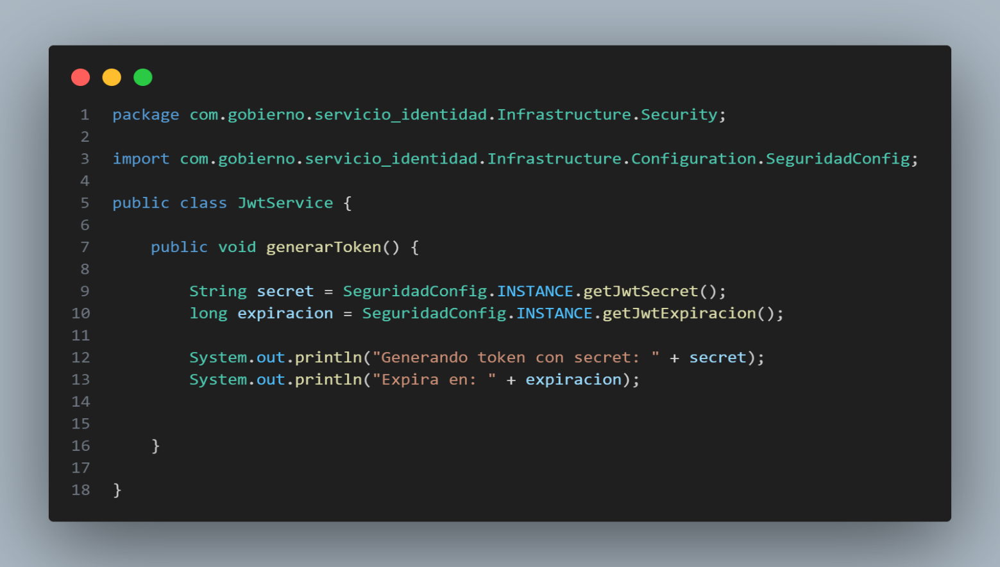 1 package com.gobierno.servicio_identidad.Infrastructure.Security;
2
3 import com.gobierno.servicio_identidad.Infrastructure.Configuration.SeguridadConfig;
4
5 public class JwtService {
6
7     public void generarToken() {
8
9         String secret = SeguridadConfig.INSTANCE.getJwtSecret();
10         long expiracion = SeguridadConfig.INSTANCE.getJwtExpiracion();
11
12         System.out.println("Generando token con secret: " + secret);
13         System.out.println("Expira en: " + expiracion);
14
15
16     }
17
18 }